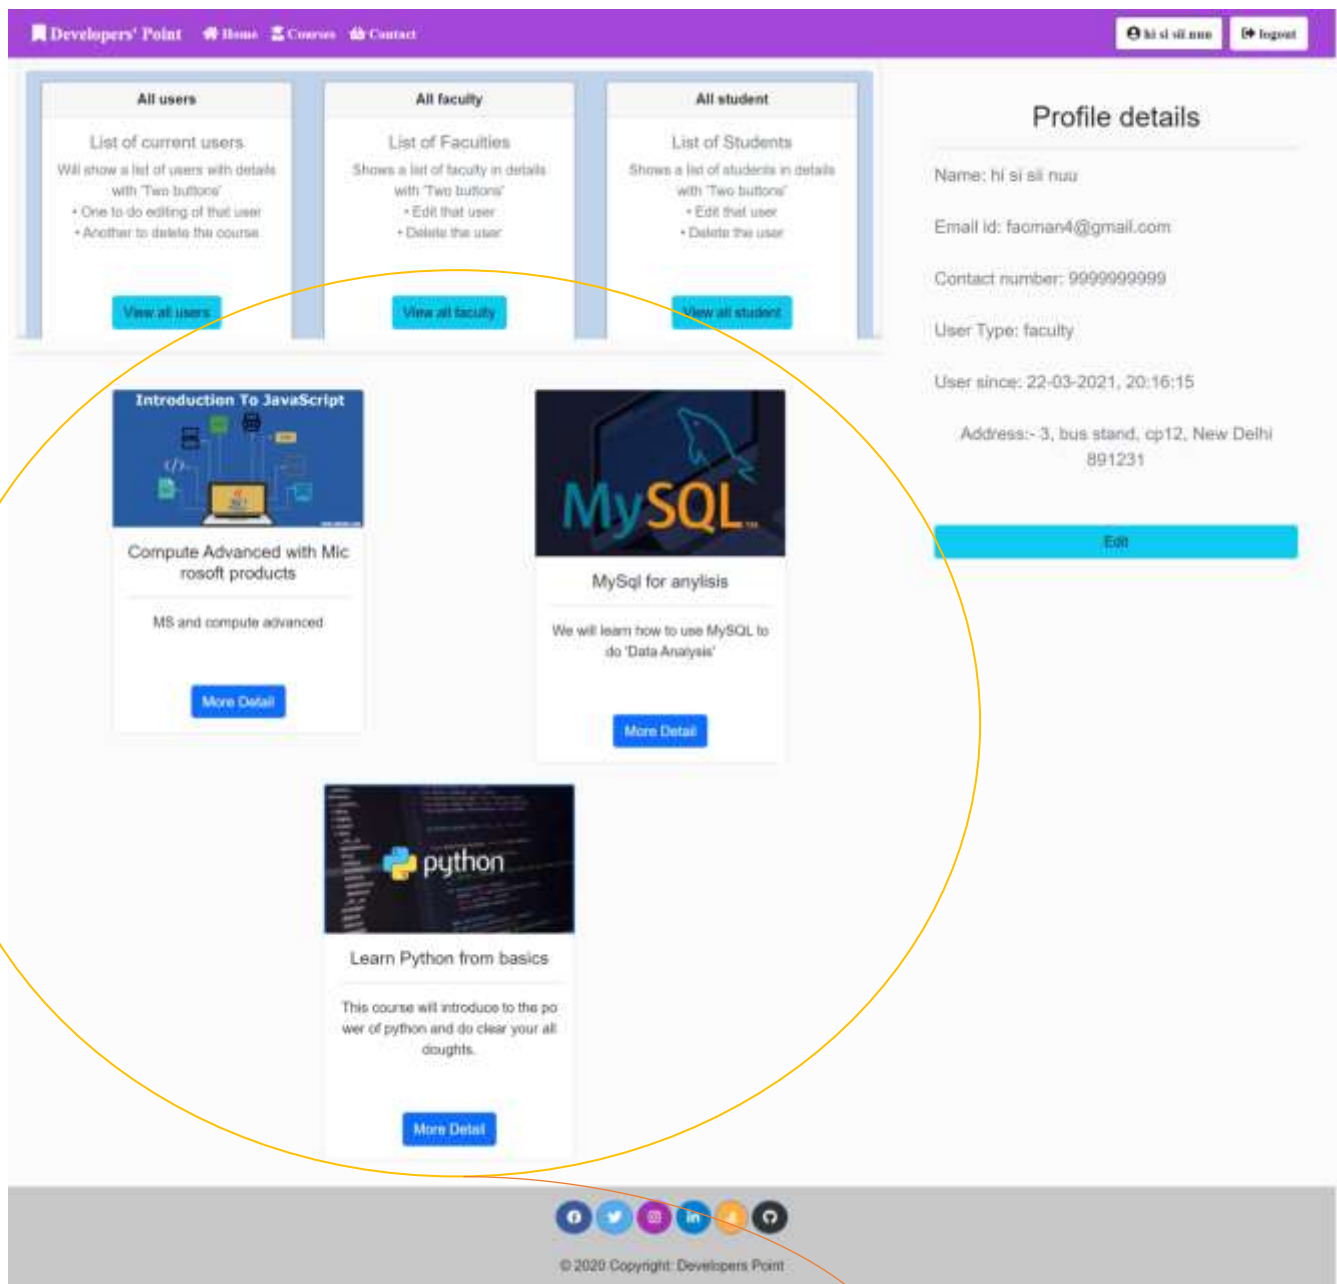 Developers' Point Home Courses Contact hi si sii nuu logout
All users
List of current users
Will show a list of users with details
with 'Two buttons'
• One to do editing of that user
• Another to delete the course.
View all users
All faculty
List of Faculties
Shows a list of faculty in details
with 'Two buttons'
• Edit that user
• Delete the user
View all faculty
All student
List of Students
Shows a list of students in details
with 'Two buttons'
• Edit that user
• Delete the user
View all student
Profile details
Name: hi si sii nuu
Email id: faoman4@gmail.com
Contact number: 9999999999
User Type: faculty
User since: 22-03-2021, 20:16:15
Address:- 3, bus stand, cp12, New Delhi
891231
Edit
Introduction To JavaScript
</>
Compute Advanced with Mic
rosoft products
MS and compute advanced
More Detail
MySQL
MySql for anylisis
We will learn how to use MySQL to
do 'Data Analysis'
More Detail
python
Learn Python from basics
This course will introduce to the po
wer of python and do clear your all
doughts.
More Detail
© 2020 Copyright: Developers Point